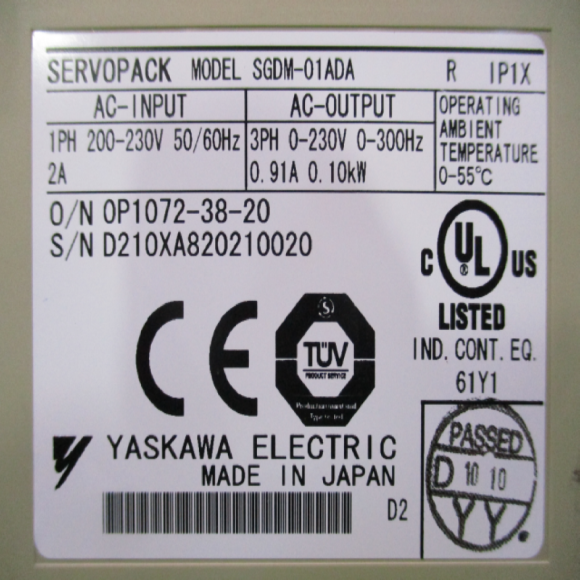 SERVOPACK MODEL SGDM-01ADA R IP1X
AC-INPUT AC-OUTPUT OPERATING
AMBIENT
TEMPERATURE
0-55℃
1PH 200-230V 50/60Hz 3PH 0-230V 0-300Hz
2A 0.91A 0.10kW
O/N OP1072-38-20
S/N D210XA820210020
C UL US
®
LISTED
IND. CONT. EQ.
61Y1
CE
S
TÜV
PRODUCT SERVICE
YASKAWA ELECTRIC
MADE IN JAPAN
D2
PASSED
D 10 10
YY